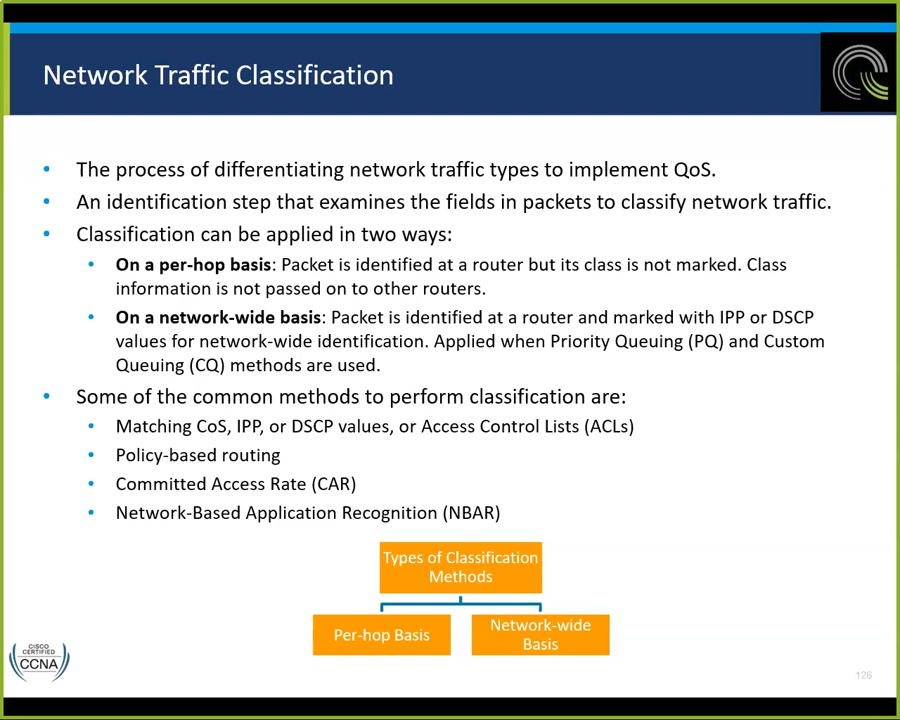 Network Traffic Classification
• The process of differentiating network traffic types to implement QoS.
• An identification step that examines the fields in packets to classify network traffic.
• Classification can be applied in two ways:
• On a per-hop basis: Packet is identified at a router but its class is not marked. Class
information is not passed on to other routers.
• On a network-wide basis: Packet is identified at a router and marked with IPP or DSCP
values for network-wide identification. Applied when Priority Queuing (PQ) and Custom
Queuing (CQ) methods are used.
• Some of the common methods to perform classification are:
• Matching CoS, IPP, or DSCP values, or Access Control Lists (ACLs)
• Policy-based routing
• Committed Access Rate (CAR)
• Network-Based Application Recognition (NBAR)
Types of Classification
Methods
Per-hop Basis
Network-wide
Basis
CISCO
CERTIFIED
CCNA
126